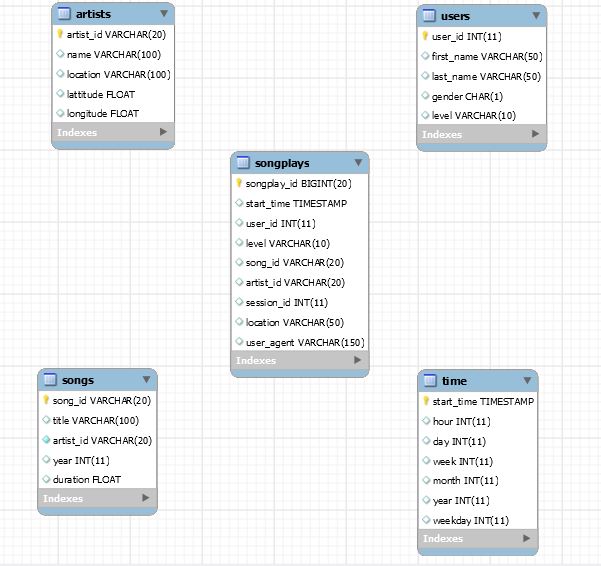 artists
artist_id VARCHAR(20)
name VARCHAR(100)
location VARCHAR(100)
lattitude FLOAT
longitude FLOAT
Indexes
users
user_id INT(11)
first_name VARCHAR(50)
last_name VARCHAR(50)
gender CHAR(1)
level VARCHAR(10)
Indexes
songplays
songplay_id BIGINT(20)
start_time TIMESTAMP
user_id INT(11)
level VARCHAR(10)
song_id VARCHAR(20)
artist_id VARCHAR(20)
session_id INT(11)
location VARCHAR(50)
user_agent VARCHAR(150)
Indexes
songs
song_id VARCHAR(20)
title VARCHAR(100)
artist_id VARCHAR(20)
year INT(11)
duration FLOAT
Indexes
time
start_time TIMESTAMP
hour INT(11)
day INT(11)
week INT(11)
month INT(11)
year INT(11)
weekday INT(11)
Indexes